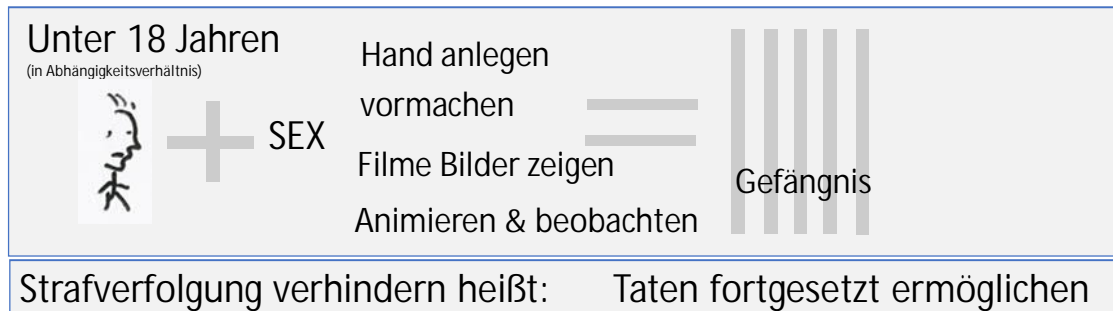 Unter 18 Jahren
(in Abhängigkeitsverhältnis)
SEX
Hand anlegen
vormachen
Filme Bilder zeigen
Animieren & beobachten
Gefängnis
Strafverfolgung verhindern heißt: Taten fortgesetzt ermöglichen